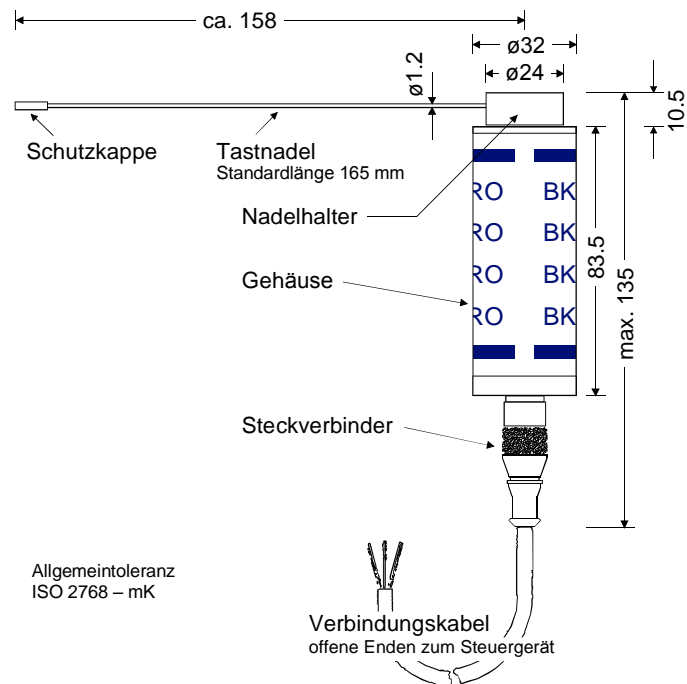 ca. 158
ø32
ø24
ø1.2
10.5
Schutzkappe
Tastnadel
Standardlänge 165 mm
Nadelhalter
RO BK
RO BK
RO BK
RO BK
Gehäuse
83.5
max. 135
Steckverbinder
Allgemeintoleranz
ISO 2768 – mK
Verbindungskabel
offene Enden zum Steuergerät